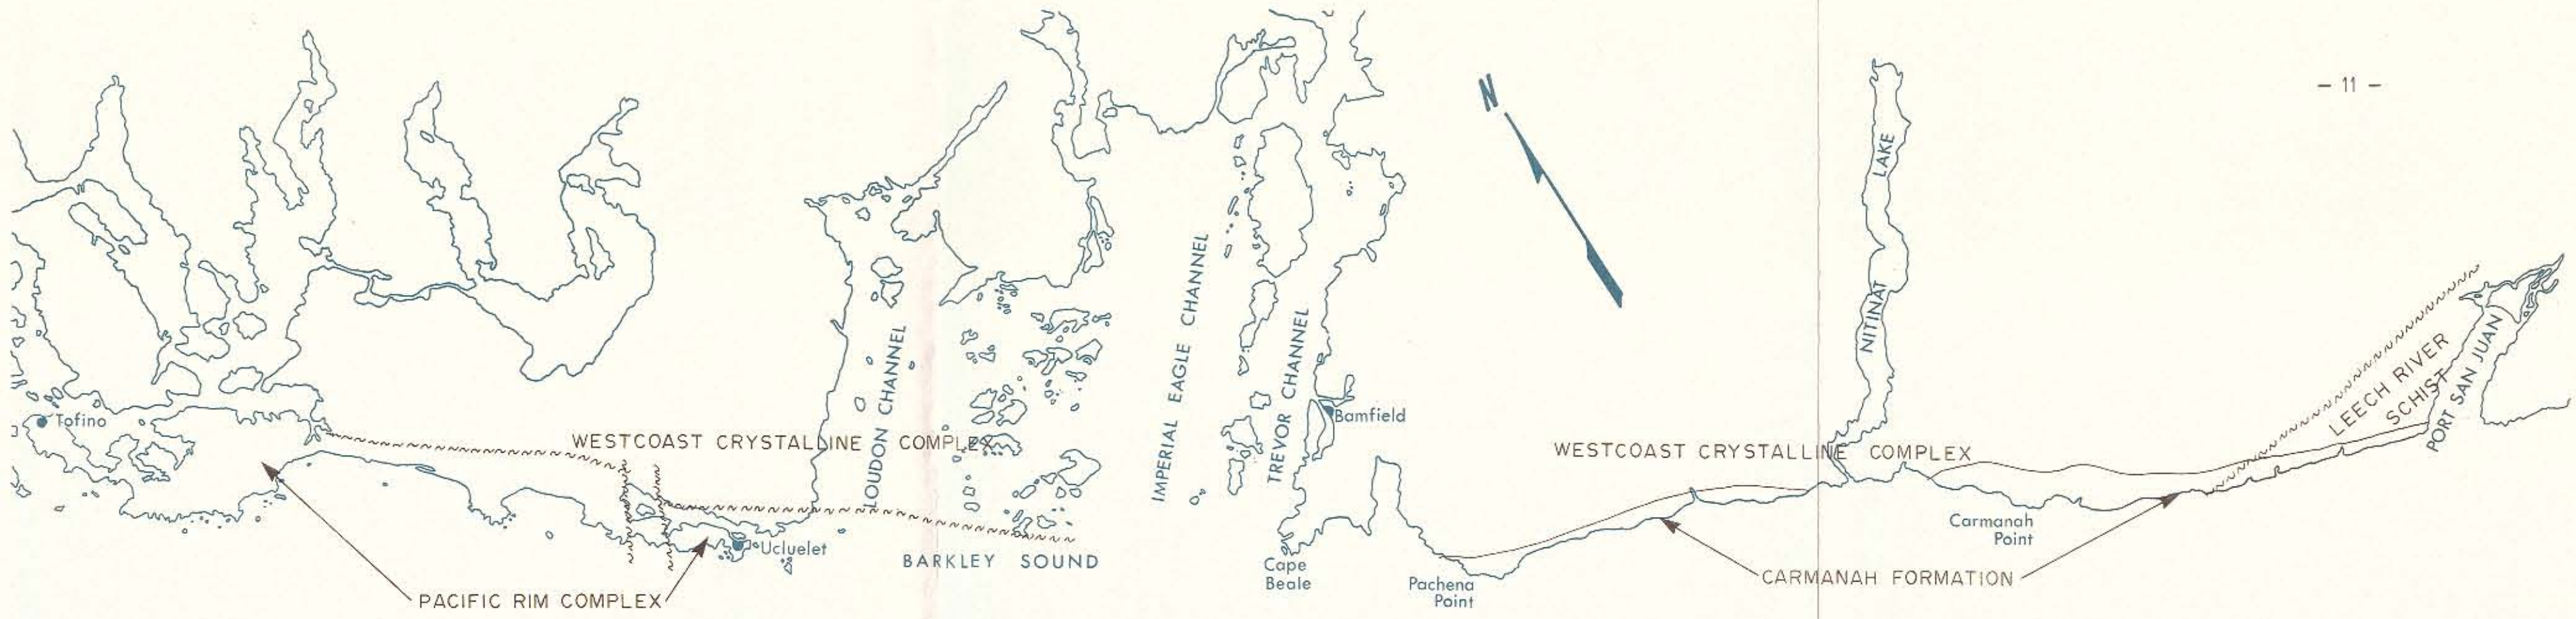 N
- 11 -
LAKE
NITINAT
IMPERIAL EAGLE CHANNEL
TREVOR CHANNEL
LOUDON CHANNEL
LEECH RIVER
SCHIST
PORT SAN JUAN
Tofino
Bamfield
WESTCOAST CRYSTALLINE COMPLEX
WESTCOAST CRYSTALLINE COMPLEX
Carmanah
Point
Ucluelet
BARKLEY SOUND
Cape
Beale
Pachena
Point
CARMANAH FORMATION
PACIFIC RIM COMPLEX